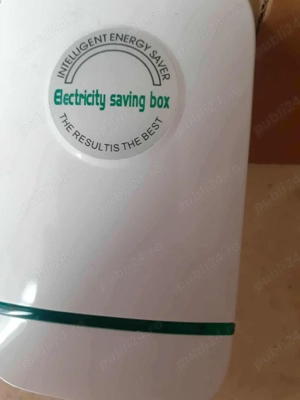 INTELLIGENT ENERGY SAVER
Electricity saving box
THE RESULTIS THE BEST